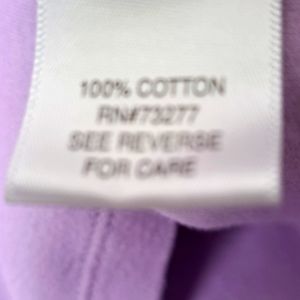 100% COTTON
RN#73277
SEE REVERSE
FOR CARE